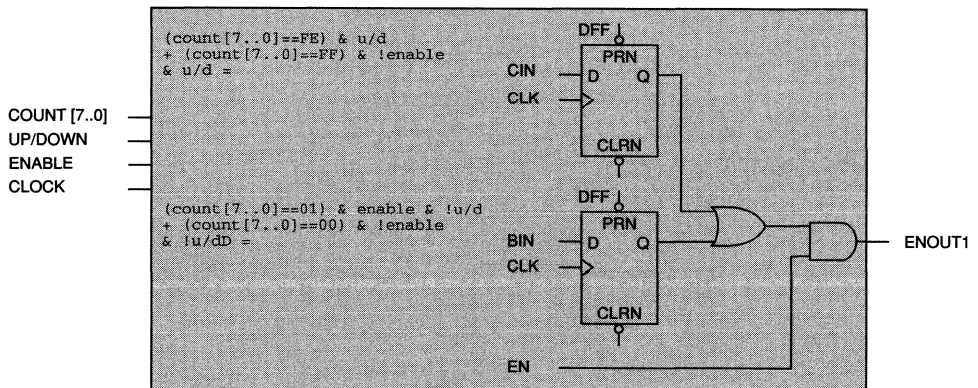 (count[7..0]==FE) & u/d
+ (count[7..0]==FF) & !enable
& u/d =
DFF
PRN
CIN
D
Q
CLK
CLRN
COUNT [7..0]
UP/DOWN
ENABLE
CLOCK
(count[7..0]==01) & enable & !u/d
+ (count[7..0]==00) & !enable
& !u/dD =
DFF
PRN
BIN
D
Q
CLK
CLRN
ENOUT1
EN